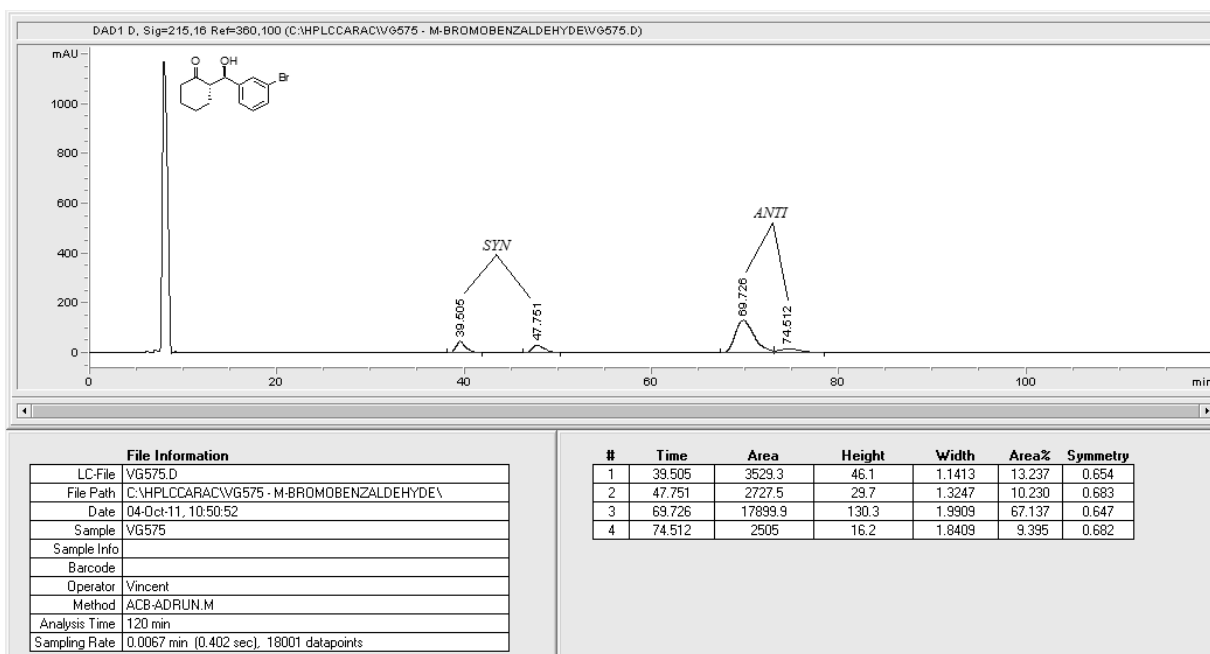 DAD1 D, Sig=215,16 Ref=360,100 (C:\HPLCCARAC\VG575 - M-BROMOBENZALDEHYDE\VG575.D)
mAU
O OH
Br
1000
800
600
400
200
0
SYN
ANTI
39.505
47.751
69.726
74.512
0 20 40 60 80 100 min
File Information
LC-File VG575.D
File Path C:\HPLCCARAC\VG575 - M-BROMOBENZALDEHYDE\
Date 04-Oct-11, 10:50:52
Sample VG575
Sample Info
Barcode
Operator Vincent
Method ACB-ADRUN.M
Analysis Time 120 min
Sampling Rate 0.0067 min (0.402 sec), 18001 datapoints
# Time Area Height Width Area% Symmetry
1 39.505 3529.3 46.1 1.1413 13.237 0.654
2 47.751 2727.5 29.7 1.3247 10.230 0.683
3 69.726 17899.9 130.3 1.9909 67.137 0.647
4 74.512 2505 16.2 1.8409 9.395 0.682